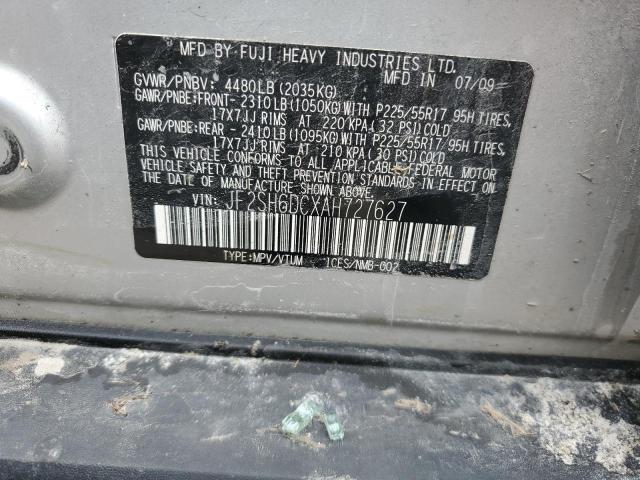 MFD BY FUJI HEAVY INDUSTRIES LTD.
MFD IN 07/09
GVWR/PNBV: 4480LB(2035KG)
GAWR/PNBE:FRONT- 2310LB(1050KG)WITH P225/55R17 95H TIRES,
17X7JJ RIMS AT 220KPA(32 PSI)COLD
GAWR/PNBE:REAR - 2410LB(1095KG)WITH P225/55R17 95H TIRES,
17X7JJ RIMS AT 210 KPA(30 PSI)COLD
THIS VEHICLE CONFORMS TO ALL APPLICABLE FEDERAL MOTOR
VEHICLE SAFETY AND THEFT PREVENTION STANDARDS IN EFFECT
ON THE DATE OF MANUFACTURE SHOWN ABOVE.
VIN: JF2SH6DCXAH727627
TYPE:MPV/VTUM ICES/NMB-002